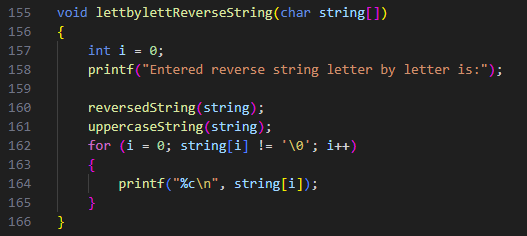 155 void lettbylettReverseString(char string[])
156 {
157     int i = 0;
158     printf("Entered reverse string letter by letter is:");
159
160     reversedString(string);
161     uppercaseString(string);
162     for (i = 0; string[i] != '\0'; i++)
163     {
164         printf("%c\n", string[i]);
165     }
166 }